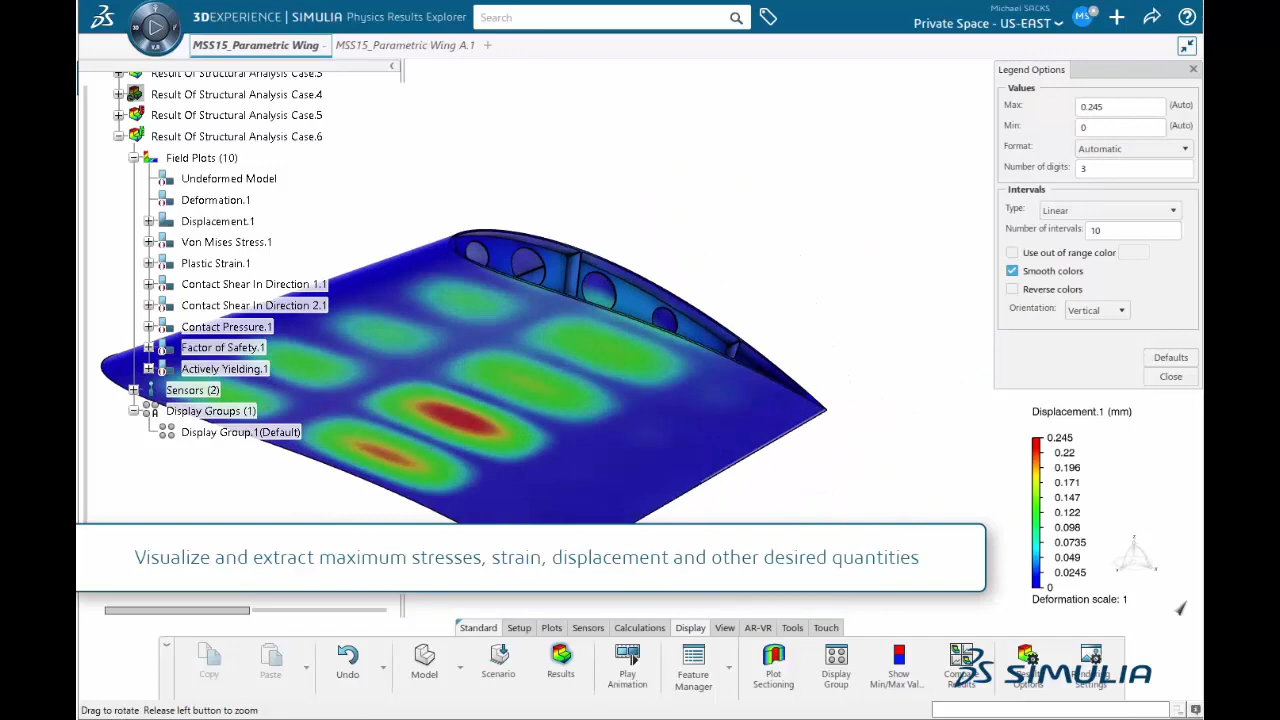 3DEXPERIENCE | SIMULIA Physics Results Explorer
Search
Michael SACKS
Private Space - US-EAST
MS
MSS15_Parametric Wing
MSS15_Parametric Wing A.1
Result Of Structural Analysis Case.3
Result Of Structural Analysis Case.4
Result Of Structural Analysis Case.5
Result Of Structural Analysis Case.6
Field Plots (10)
Undeformed Model
Deformation.1
Displacement.1
Von Mises Stress.1
Plastic Strain.1
Contact Shear In Direction 1.1
Contact Shear In Direction 2.1
Contact Pressure.1
Factor of Safety.1
Actively Yielding.1
Sensors (2)
Display Groups (1)
Display Group.1(Default)
Legend Options
Values
Max: 0.245 (Auto)
Min: 0 (Auto)
Format: Automatic
Number of digits: 3
Intervals
Type: Linear
Number of intervals: 10
Use out of range color
Smooth colors
Reverse colors
Orientation: Vertical
Defaults
Close
Displacement.1 (mm)
0.245
0.22
0.196
0.171
0.147
0.122
0.098
0.0735
0.049
0.0245
0
Deformation scale: 1
Visualize and extract maximum stresses, strain, displacement and other desired quantities
Standard Setup Plots Sensors Calculations Display View AR-VR Tools Touch
Copy
Paste
Undo
Model
Scenario
Results
Play Animation
Feature Manager
Plot Sectioning
Display Group
Show Min/Max Val...
Compare Results
Options
Settings
SIMULIA
Drag to rotate Release left button to zoom